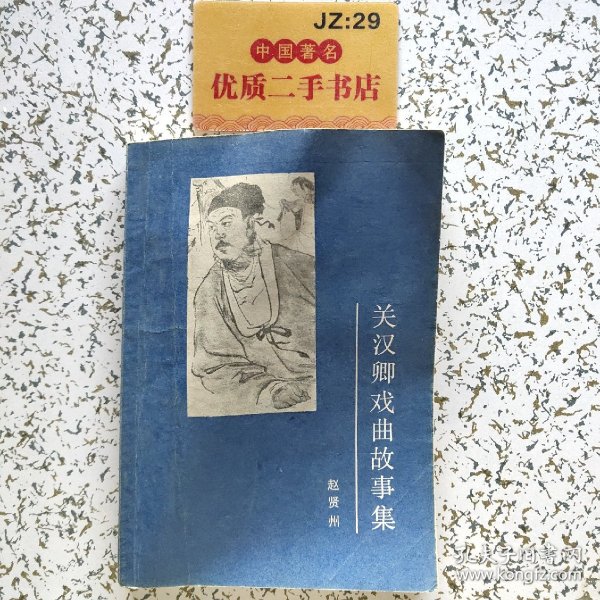 JZ:29
中国著名
优质二手书店
关汉卿戏曲故事集
赵贤州
孔夫子旧书网
www.kongfz.com